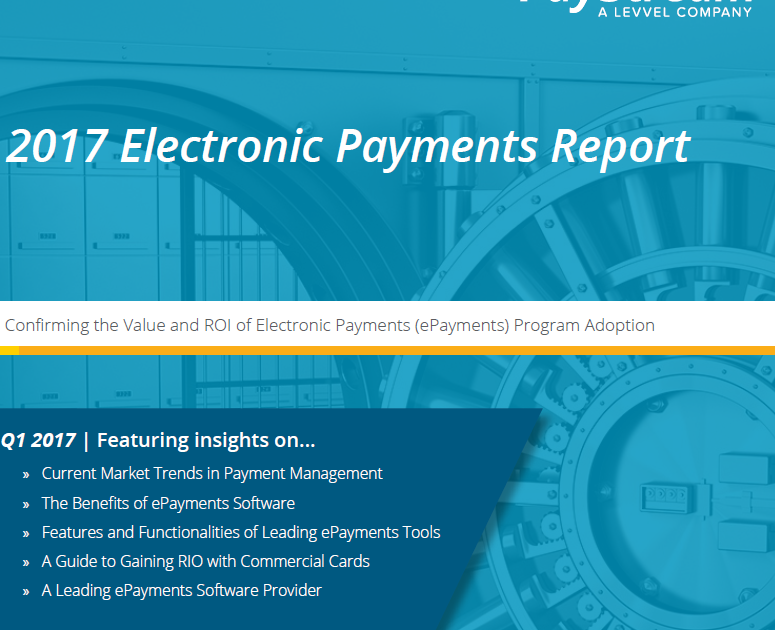 A LEVVEL COMPANY
2017 Electronic Payments Report
Confirming the Value and ROI of Electronic Payments (ePayments) Program Adoption
Q1 2017 | Featuring insights on...
» Current Market Trends in Payment Management
» The Benefits of ePayments Software
» Features and Functionalities of Leading ePayments Tools
» A Guide to Gaining RIO with Commercial Cards
» A Leading ePayments Software Provider